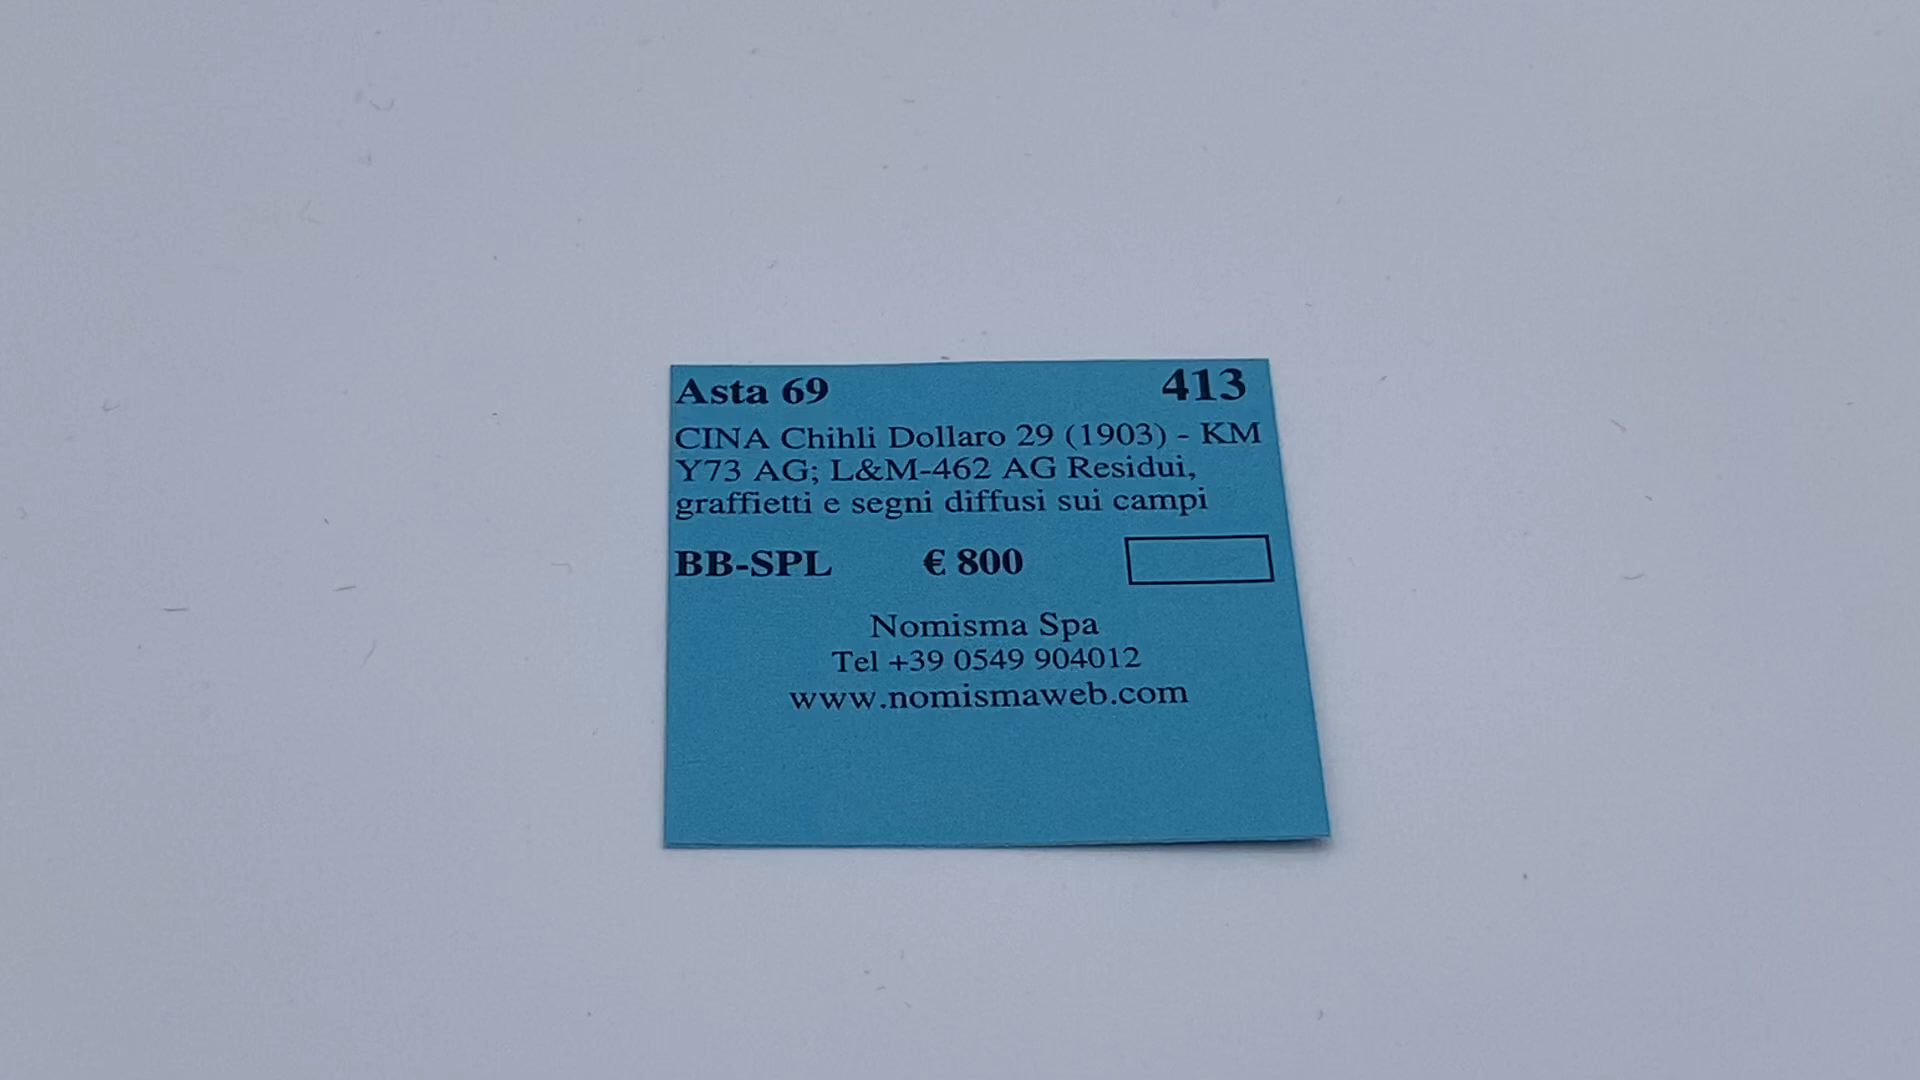 Asta 69 413
CINA Chihli Dollaro 29 (1903) - KM
Y73 AG; L&M-462 AG Residui,
graffietti e segni diffusi sui campi
BB-SPL € 800
Nomisma Spa
Tel +39 0549 904012
www.nomismaweb.com